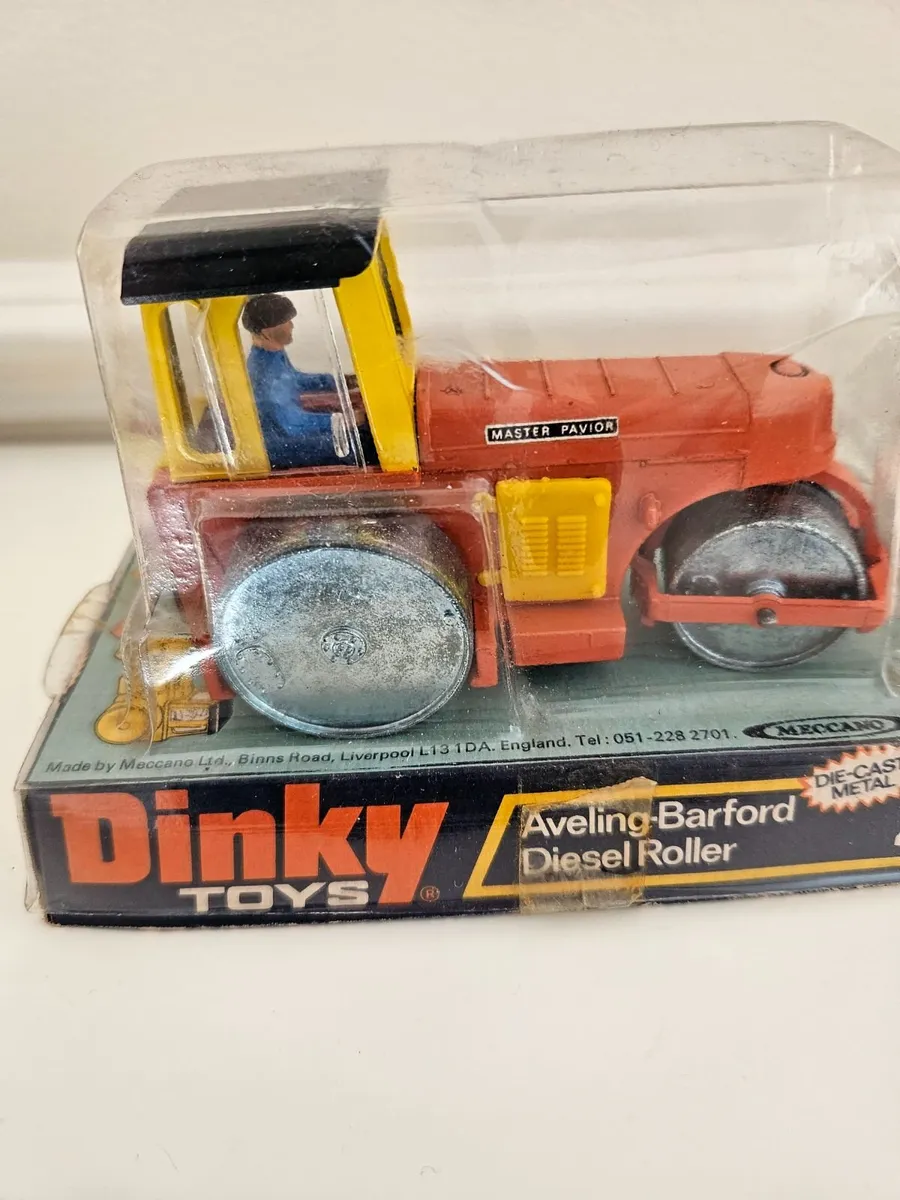 MASTER PAVIOR
Made by Meccano Ltd., Binns Road, Liverpool L13 1DA. England. Tel: 051-228 2701.
MECCANO
Dinky
TOYS®
Aveling-Barford
Diesel Roller
DIE-CAST
METAL